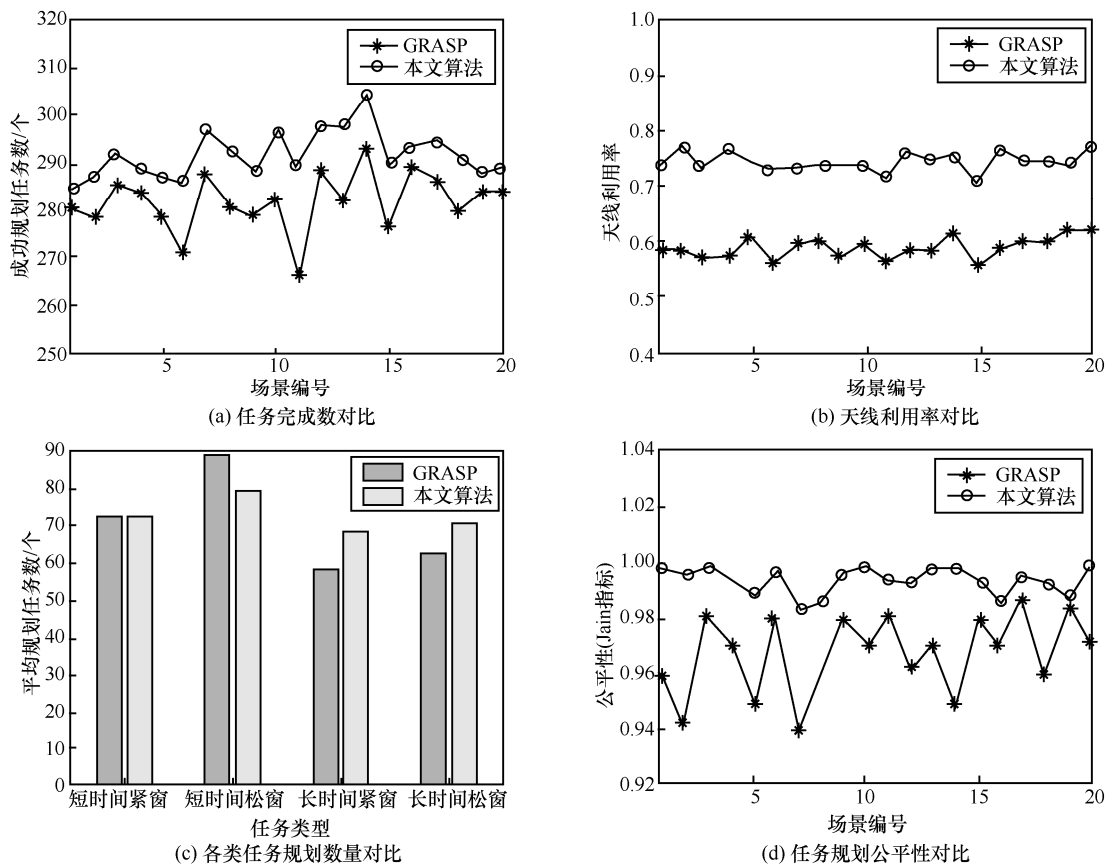 320
310
300
290
280
270
260
250
成功规划任务数/个
GRASP
本文算法
5
10
15
20
场景编号
(a) 任务完成数对比
1.0
0.9
0.8
0.7
0.6
0.5
0.4
天线利用率
GRASP
本文算法
5
10
15
20
场景编号
(b) 天线利用率对比
90
80
70
60
50
40
30
20
10
0
平均规划任务数/个
GRASP
本文算法
短时间紧窗 短时间松窗 长时间紧窗 长时间松窗
任务类型
(c) 各类任务规划数量对比
1.04
1.02
1.00
0.98
0.96
0.94
0.92
公平性(Jain指标)
GRASP
本文算法
5
10
15
20
场景编号
(d) 任务规划公平性对比